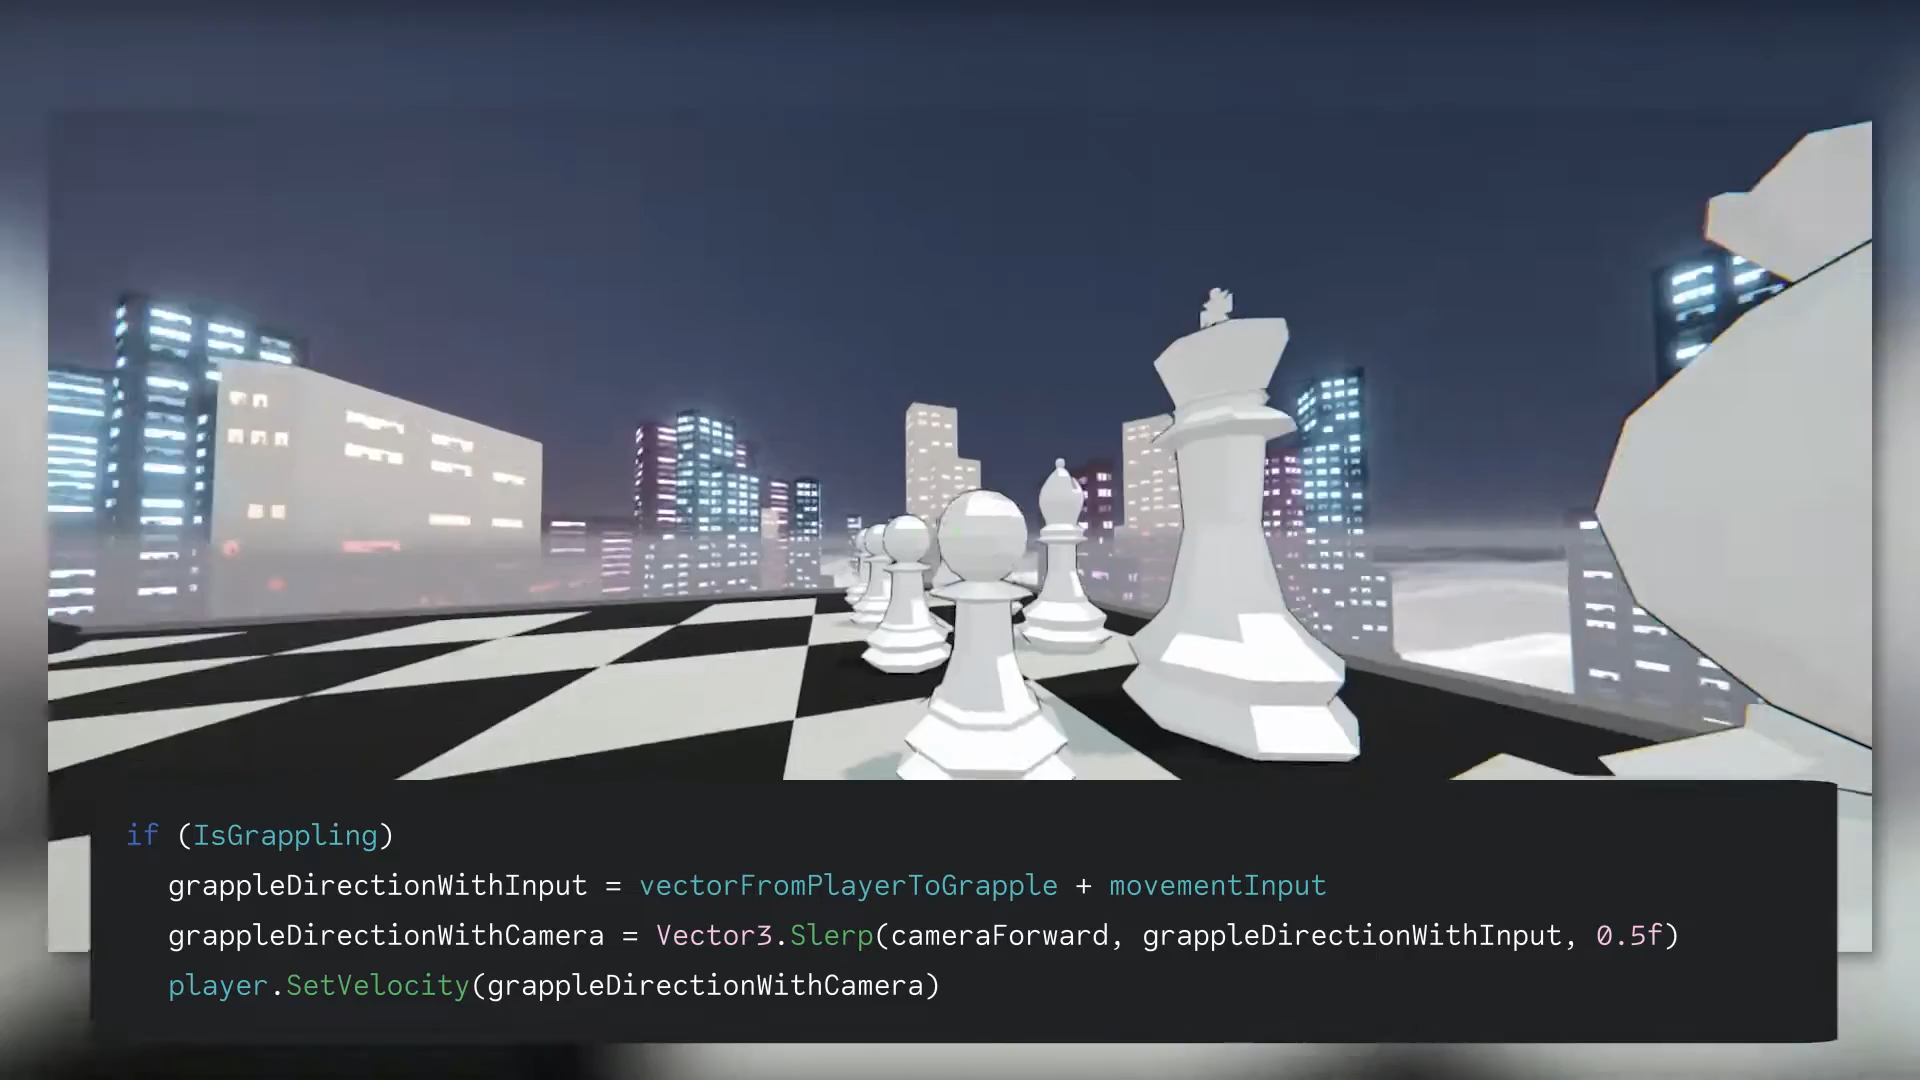 if (IsGrappling)
grappleDirectionWithInput = vectorFromPlayerToGrapple + movementInput
grappleDirectionWithCamera = Vector3.Slerp(cameraForward, grappleDirectionWithInput, 0.5f)
player.SetVelocity(grappleDirectionWithCamera)